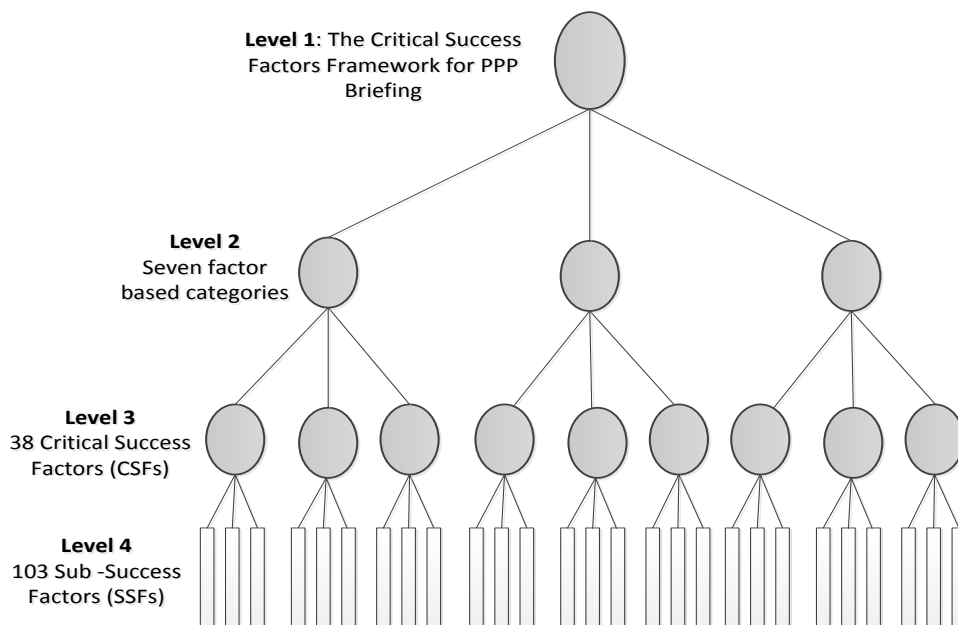 Level 1: The Critical Success
Factors Framework for PPP
Briefing
Level 2
Seven factor
based categories
Level 3
38 Critical Success
Factors (CSFs)
Level 4
103 Sub -Success
Factors (SSFs)